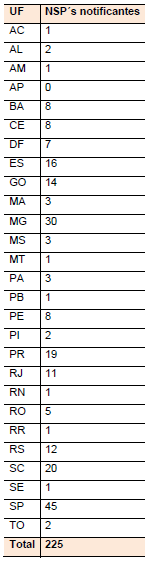 UF NSP´s notificantes
AC 1
AL 2
AM 1
AP 0
BA 8
CE 8
DF 7
ES 16
GO 14
MA 3
MG 30
MS 3
MT 1
PA 3
PB 1
PE 8
PI 2
PR 19
RJ 11
RN 1
RO 5
RR 1
RS 12
SC 20
SE 1
SP 45
TO 2
Total 225